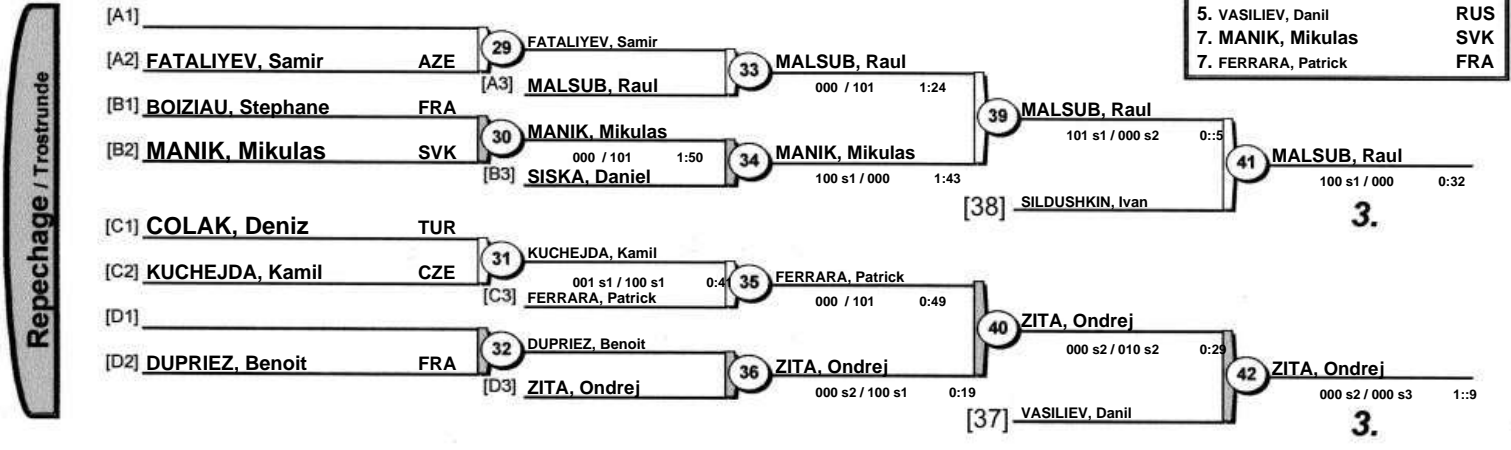 Repechage / Trostrunde
5. VASILIEV, Danil RUS
7. MANIK, Mikulas SVK
7. FERRARA, Patrick FRA
[A1]
[A2] FATALIYEV, Samir AZE
29
FATALIYEV, Samir
[A3] MALSUB, Raul
33
MALSUB, Raul
000 / 101 1:24
[B1] BOIZIAU, Stephane FRA
[B2] MANIK, Mikulas SVK
30
MANIK, Mikulas
000 / 101 1:50
[B3] SISKA, Daniel
34
MANIK, Mikulas
100 s1 / 000 1:43
39
MALSUB, Raul
101 s1 / 000 s2 0::5
[38] SILDUSHKIN, Ivan
41
MALSUB, Raul
100 s1 / 000 0:32
3.
[C1] COLAK, Deniz TUR
[C2] KUCHEJDA, Kamil CZE
31
KUCHEJDA, Kamil
001 s1 / 100 s1 0:41
[C3] FERRARA, Patrick
35
FERRARA, Patrick
000 / 101 0:49
[D1]
[D2] DUPRIEZ, Benoit FRA
32
DUPRIEZ, Benoit
[D3] ZITA, Ondrej
36
ZITA, Ondrej
000 s2 / 100 s1 0:19
40
ZITA, Ondrej
000 s2 / 010 s2 0:29
[37] VASILIEV, Danil
42
ZITA, Ondrej
000 s2 / 000 s3 1::9
3.